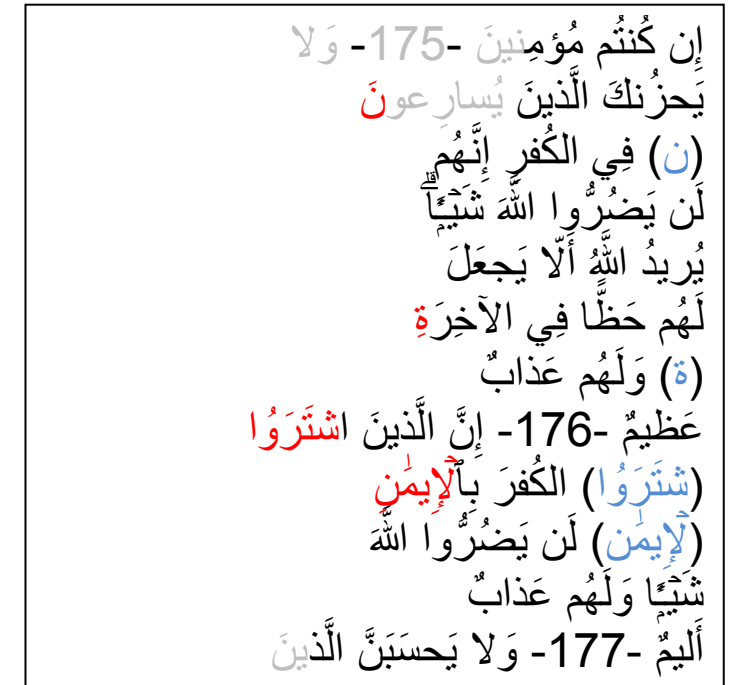 إِن كُنتُم مُؤمِنينَ -175- وَلا
يَحزُنكَ الَّذينَ يُسارِعونَ
(ن) فِي الكُفرِ إِنَّهُم
لَن يَضُرُّوا اللَّهَ شَيْـًٔاۗ
يُريدُ اللَّهُ أَلّا يَجعَلَ
لَهُم حَظًّا فِي الآخِرَةِ
(ة) وَلَهُم عَذابٌ
عَظيمٌ -176- إِنَّ الَّذينَ اشتَرَوُا
(شتَرَوُا) الكُفرَ بِٱلْإِيمَٰنِ
(لْإِيمَٰن) لَن يَضُرُّوا اللَّهَ
شَيْـًٔا وَلَهُم عَذابٌ
أَليمٌ -177- وَلا يَحسَبَنَّ الَّذينَ